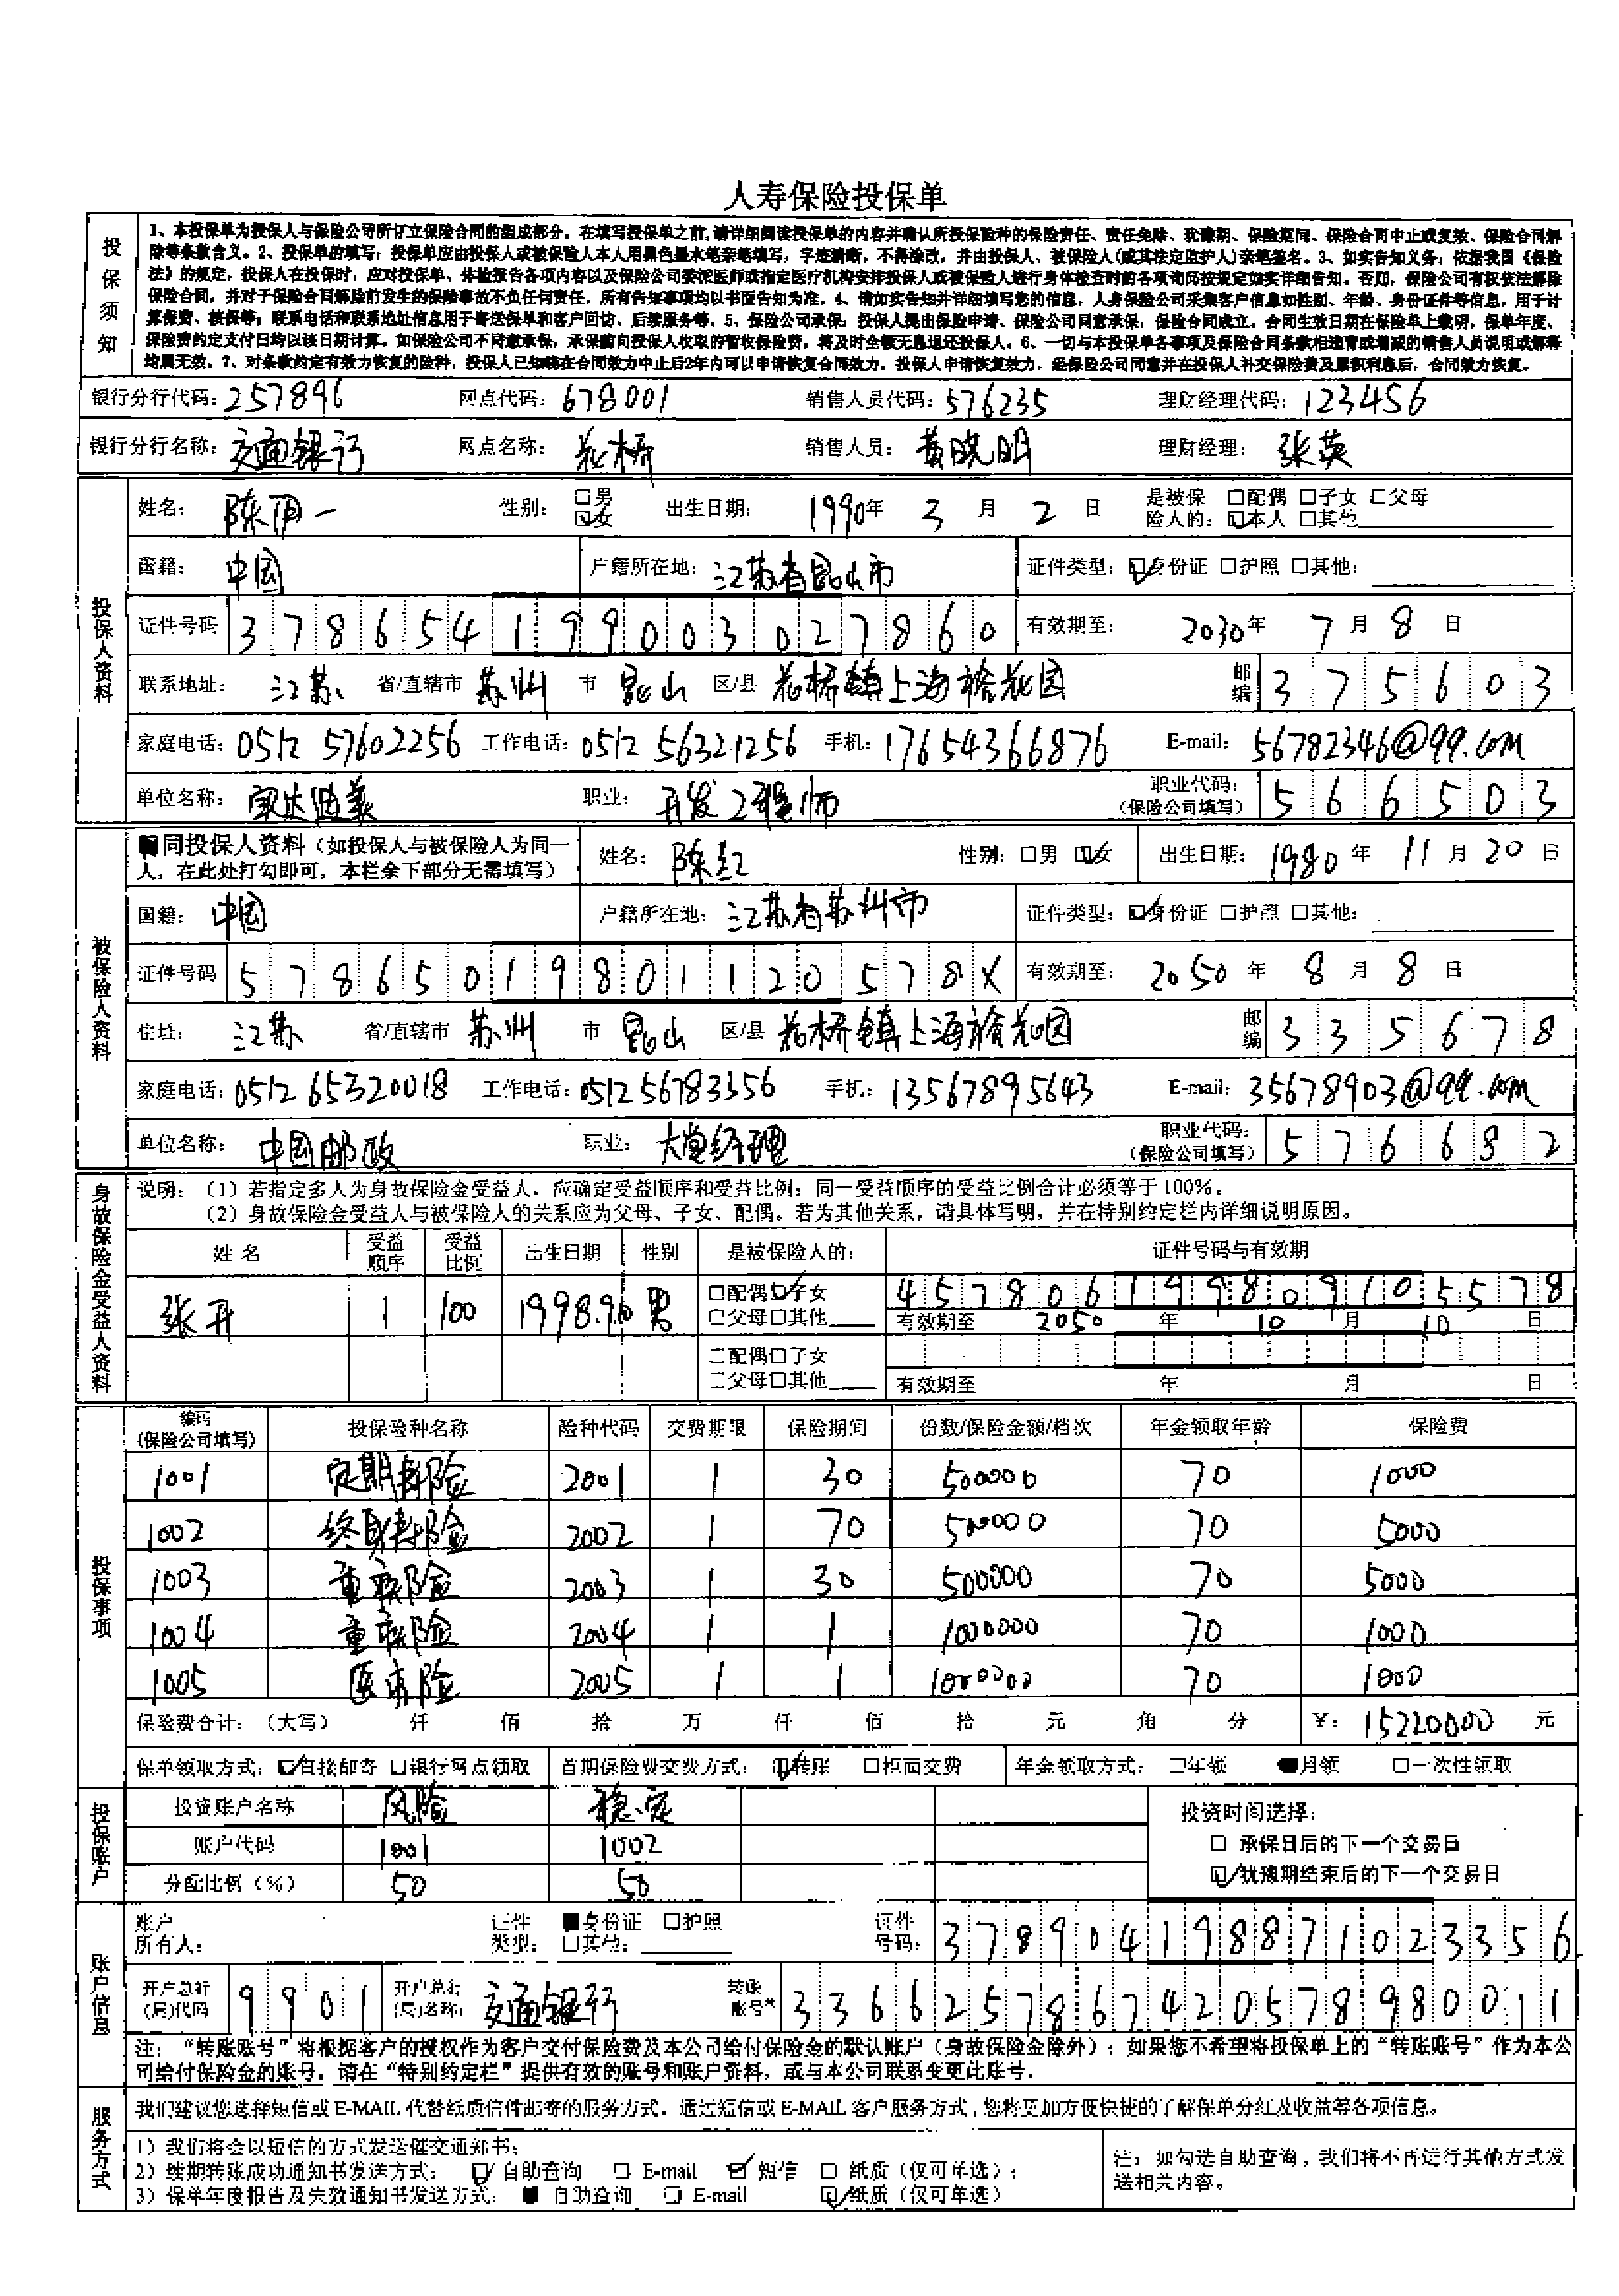 人寿保险投保单
投保须知
1、本投保单为投保人与保险公司所订立保险合同的组成部分。在填写投保单之前,请详细阅读投保单的内容并确认所投保险种的保险责任、责任免除、犹豫期、保险期间、保险合同中止或复效、保险合同解
除等条款含义。2、投保单的填写：投保单应由投保人或被保险人本人用黑色墨水笔亲笔填写，字迹清晰，不得涂改，并由投保人、被保险人(或其法定监护人)亲笔签名。3、如实告知义务：依据我国《保险
法》的规定，投保人在投保时，应对投保单、体检报告各项内容以及保险公司委派医师或指定医疗机构安排投保人或被保险人进行身体检查时的各项询问按规定如实详细告知。否则，保险公司有权依法解除
保险合同，并对于保险合同解除前发生的保险事故不负任何责任。所有告知事项均以书面告知为准。4、请如实告知并详细填写您的信息，人身保险公司采集客户信息如性别、年龄、身份证件等信息，用于计
算保费、核保等；联系电话和联系地址信息用于寄送保单和客户回访、后续服务等。5、保险公司承保：投保人提出保险申请、保险公司同意承保，保险合同成立。合同生效日期在保险单上载明，保单年度、
保险费约定支付日均以该日期计算。如保险公司不同意承保，承保前向投保人收取的暂收保险费，将及时全额无息退还投保人。6、一切与本投保单各事项及保险合同条款相违背或增减的销售人员说明或解释
均属无效。7、对条款约定有效力恢复的险种，投保人已知晓在合同效力中止后2年内可以申请恢复合同效力，投保人申请恢复效力，经保险公司同意并在投保人补交保险费及累积利息后，合同效力恢复。
银行分行代码：257896 网点代码：678001 销售人员代码：576235 理财经理代码：123456
银行分行名称：交通银行 网点名称：花桥 销售人员：黄晓明 理财经理：张英
投保人资料
姓名：陈丽一 性别：□男 ☑女 出生日期：1990年 3 月 2 日 是被保险人的：□配偶 □子女 □父母 ☑本人 □其他
国籍：中国 户籍所在地：江苏省昆山市 证件类型：☑身份证 □护照 □其他：
证件号码 378654199003027860 有效期至：2030年 7 月 8 日
联系地址：江苏 省/直辖市 苏州 市 昆山 区/县 花桥镇上海裕花园 邮编 375603
家庭电话：0512 57602256 工作电话：0512 56321256 手机：17654366876 E-mail：56782346@qq.com
单位名称： 职业：开发工程师 职业代码：（保险公司填写） 566503
被保险人资料
■同投保人资料（如投保人与被保险人为同一人，在此处打勾即可，本栏余下部分无需填写） 姓名：陈红 性别：□男 ☑女 出生日期：1980 年 11 月 20 日
国籍：中国 户籍所在地：江苏省苏州市 证件类型：☑身份证 □护照 □其他：
证件号码 57865019801120578X 有效期至：2050 年 8 月 8 日
住址：江苏 省/直辖市 苏州 市 昆山 区/县 花桥镇上海裕花园 邮编 335678
家庭电话：0512 65320018 工作电话：0512 56783356 手机：13567895643 E-mail：35678903@qq.com
单位名称：中国邮政 职业：大堂经理 职业代码：（保险公司填写） 576682
身故保险金受益人资料
说明：（1）若指定多人为身故保险金受益人，应确定受益顺序和受益比例；同一受益顺序的受益比例合计必须等于100%。
（2）身故保险金受益人与被保险人的关系应为父母、子女、配偶。若为其他关系，请具体写明，并在特别约定栏内详细说明原因。
姓 名 受益顺序 受益比例 出生日期 性别 是被保险人的： 证件号码与有效期
张开 1 100 1998.9.10 男 □配偶☑子女 □父母□其他 457806199809105578
有效期至 2050 年 10 月 10 日
□配偶□子女 □父母□其他
有效期至 年 月 日
投保事项
编码（保险公司填写） 投保险种名称 险种代码 交费期限 保险期间 份数/保险金额/档次 年金领取年龄 保险费
1001 定期寿险 2001 1 30 500000 70 1000
1002 终身寿险 2002 1 70 500000 70 5000
1003 重疾险 2003 1 30 500000 70 5000
1004 重疾险 2004 1 1 1000000 70 1000
1005 医疗险 2005 1 1 1000000 70 1000
保险费合计：（大写） 仟 佰 拾 万 仟 佰 拾 元 角 分 ￥：15220000 元
保单领取方式：☑直接邮寄 □银行网点领取 首期保险费交费方式：☑转账 □柜面交费 年金领取方式：□年领 ■月领 □一次性领取
投保账户
投资账户名称 风险 稳定 投资时间选择：
账户代码 1001 1002 □ 承保日后的下一个交易日
分配比例（%） 50 50 ☑ 犹豫期结束后的下一个交易日
账户信息
账户所有人： 证件类型：■身份证 □护照 □其他： 证件号码：378904198871023356
开户总行(局)代码 9901 开户总行(局)名称：交通银行 转账账号* 3366257867420578980011
注：“转账账号”将根据客户的授权作为客户交付保险费及本公司给付保险金的默认账户（身故保险金除外）；如果您不希望将投保单上的“转账账号”作为本公
司给付保险金的账号，请在“特别约定栏”提供有效的账号和账户资料，或与本公司联系变更此账号。
服务方式
我们建议您选择短信或 E-MAIL 代替纸质信件邮寄的服务方式。通过短信或 E-MAIL 客户服务方式，您将更加方便快捷的了解保单分红及收益等各项信息。
1）我们将会以短信的方式发送催交通知书；
2）续期转账成功通知书发送方式：☑ 自助查询 □ E-mail ☑ 短信 □ 纸质（仅可单选）；
3）保单年度报告及失效通知书发送方式：■ 自助查询 □ E-mail ☑ 纸质（仅可单选）
注：如勾选自助查询，我们将不再进行其他方式发
送相关内容。